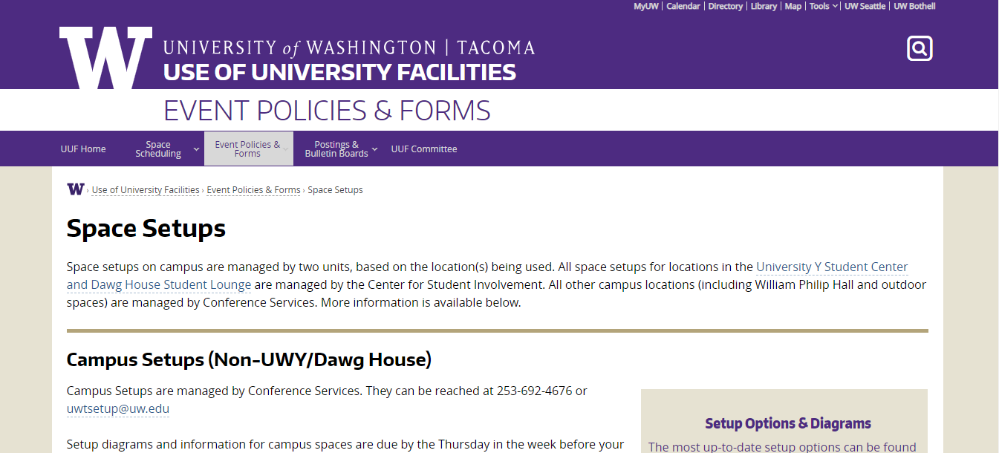 MyUW | Calendar | Directory | Library | Map | Tools | UW Seattle | UW Bothell
W
UNIVERSITY of WASHINGTON | TACOMA
USE OF UNIVERSITY FACILITIES
EVENT POLICIES & FORMS
UUF Home
Space
Scheduling
Event Policies &
Forms
Postings &
Bulletin Boards
UUF Committee
W › Use of University Facilities › Event Policies & Forms › Space Setups
Space Setups
Space setups on campus are managed by two units, based on the location(s) being used. All space setups for locations in the University Y Student Center
and Dawg House Student Lounge are managed by the Center for Student Involvement. All other campus locations (including William Philip Hall and outdoor
spaces) are managed by Conference Services. More information is available below.
Campus Setups (Non-UWY/Dawg House)
Campus Setups are managed by Conference Services. They can be reached at 253-692-4676 or
uwtsetup@uw.edu
Setup diagrams and information for campus spaces are due by the Thursday in the week before your
Setup Options & Diagrams
The most up-to-date setup options can be found